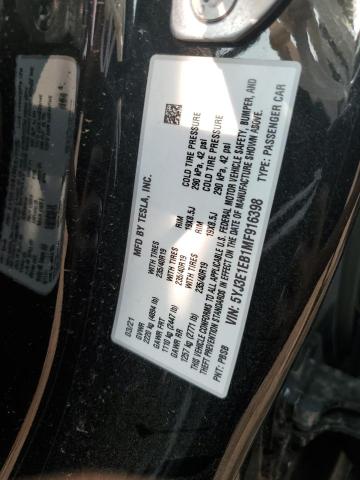 MFD BY TESLA, INC.
03/21
GVWR
2220 kg (4894 lb)
GAWR FRT WITH TIRES RIM COLD TIRE PRESSURE
1110 kg (2447 lb) 235/40R19 19X8.5J 290 kPa, 42 psi
GAWR RR WITH TIRES RIM COLD TIRE PRESSURE
1257 kg (2771 lb) 235/40R19 19X8.5J 290 kPa, 42 psi
THIS VEHICLE CONFORMS TO ALL APPLICABLE U.S. FEDERAL MOTOR VEHICLE SAFETY, BUMPER, AND
THEFT PREVENTION STANDARDS IN EFFECT ON THE DATE OF MANUFACTURE SHOWN ABOVE.
VIN: 5YJ3E1EB1MF916398 TYPE: PASSENGER CAR
PNT: PBSB